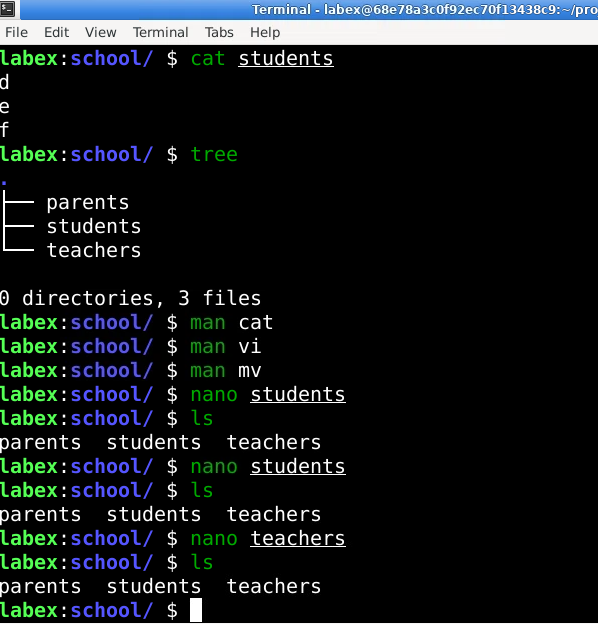 Terminal - labex@68e78a3c0f92ec70f13438c9:~/pro
File Edit View Terminal Tabs Help
labex:school/ $ cat students
d
e
f
labex:school/ $ tree
.
├── parents
├── students
└── teachers
0 directories, 3 files
labex:school/ $ man cat
labex:school/ $ man vi
labex:school/ $ man mv
labex:school/ $ nano students
labex:school/ $ ls
parents  students  teachers
labex:school/ $ nano students
labex:school/ $ ls
parents  students  teachers
labex:school/ $ nano teachers
labex:school/ $ ls
parents  students  teachers
labex:school/ $